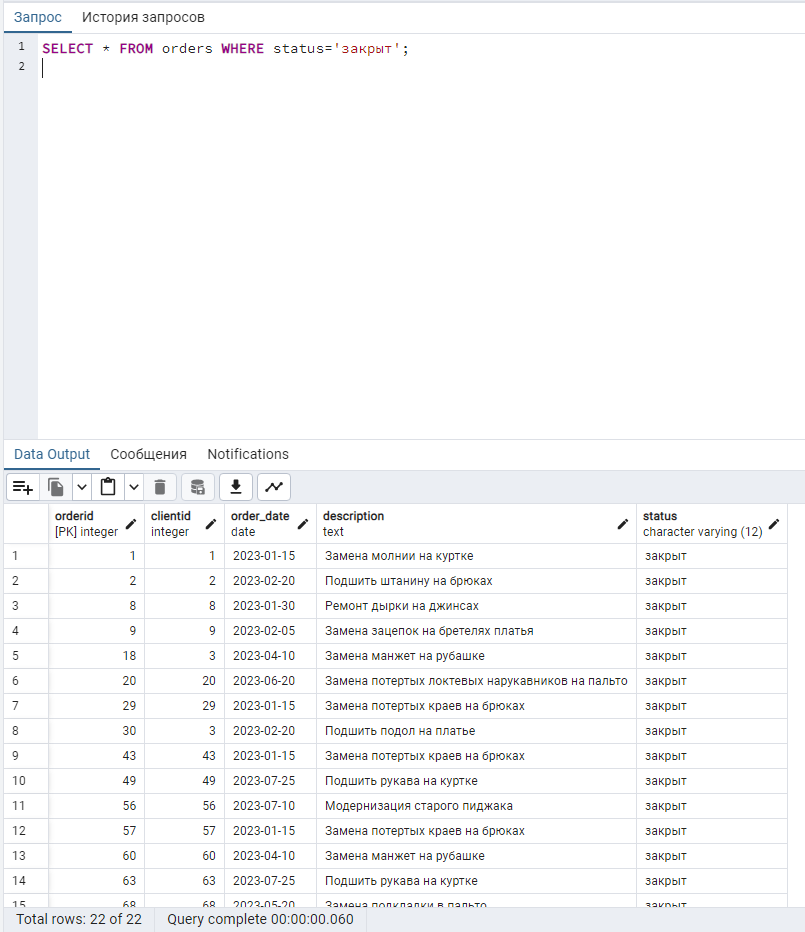 Запрос История запросов
1 SELECT * FROM orders WHERE status='закрыт';
2
Data Output Сообщения Notifications
orderid clientid order_date description status
[PK] integer integer date text character varying (12)
1 1 1 2023-01-15 Замена молнии на куртке закрыт
2 2 2 2023-02-20 Подшить штанину на брюках закрыт
3 8 8 2023-01-30 Ремонт дырки на джинсах закрыт
4 9 9 2023-02-05 Замена зацепок на бретелях платья закрыт
5 18 3 2023-04-10 Замена манжет на рубашке закрыт
6 20 20 2023-06-20 Замена потертых локтевых нарукавников на пальто закрыт
7 29 29 2023-01-15 Замена потертых краев на брюках закрыт
8 30 3 2023-02-20 Подшить подол на платье закрыт
9 43 43 2023-01-15 Замена потертых краев на брюках закрыт
10 49 49 2023-07-25 Подшить рукава на куртке закрыт
11 56 56 2023-07-10 Модернизация старого пиджака закрыт
12 57 57 2023-01-15 Замена потертых краев на брюках закрыт
13 60 60 2023-04-10 Замена манжет на рубашке закрыт
14 63 63 2023-07-25 Подшить рукава на куртке закрыт
15 68 68 2023-05-20 Замена подкладки в пальто закрыт
Total rows: 22 of 22 Query complete 00:00:00.060